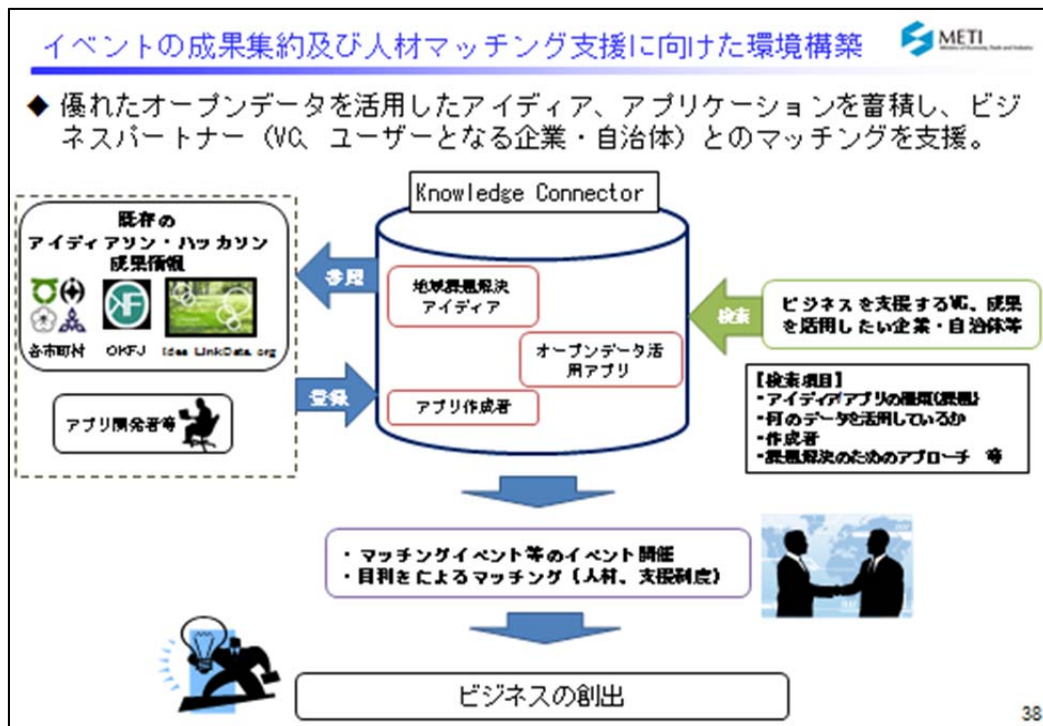 イベントの成果集約及び人材マッチング支援に向けた環境構築
METI
Ministry of Economy, Trade and Industry
◆ 優れたオープンデータを活用したアイディア、アプリケーションを蓄積し、ビジ
ネスパートナー（VC、ユーザーとなる企業・自治体）とのマッチングを支援。
Knowledge Connector
既存の
アイディアソン・ハッカソン
成果情報
各市町村
OKFJ
Idea.LinkData.org
アプリ開発者等
参照
登録
地域課題解決
アイディア
オープンデータ活
用アプリ
アプリ作成者
検索
ビジネスを支援するVC、成果
を活用したい企業・自治体等
【検索項目】
・アイディア/アプリの種類(課題)
・何のデータを活用しているか
・作成者
・課題解決のためのアプローチ 等
・マッチングイベント等のイベント開催
・目利きによるマッチング（人材、支援制度）
ビジネスの創出
38